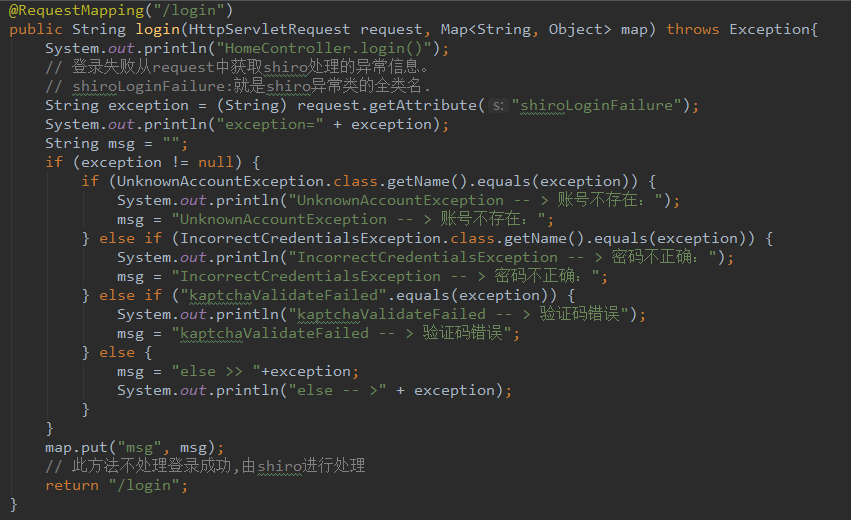 @RequestMapping("/login")
public String login(HttpServletRequest request, Map<String, Object> map) throws Exception{
    System.out.println("HomeController.login()");
    // 登录失败从request中获取shiro处理的异常信息。
    // shiroLoginFailure:就是shiro异常类的全类名.
    String exception = (String) request.getAttribute( s: "shiroLoginFailure");
    System.out.println("exception=" + exception);
    String msg = "";
    if (exception != null) {
        if (UnknownAccountException.class.getName().equals(exception)) {
            System.out.println("UnknownAccountException -- > 账号不存在：");
            msg = "UnknownAccountException -- > 账号不存在：";
        } else if (IncorrectCredentialsException.class.getName().equals(exception)) {
            System.out.println("IncorrectCredentialsException -- > 密码不正确：");
            msg = "IncorrectCredentialsException -- > 密码不正确：";
        } else if ("kaptchaValidateFailed".equals(exception)) {
            System.out.println("kaptchaValidateFailed -- > 验证码错误");
            msg = "kaptchaValidateFailed -- > 验证码错误";
        } else {
            msg = "else >> "+exception;
            System.out.println("else -- >" + exception);
        }
    }
    map.put("msg", msg);
    // 此方法不处理登录成功,由shiro进行处理
    return "/login";
}